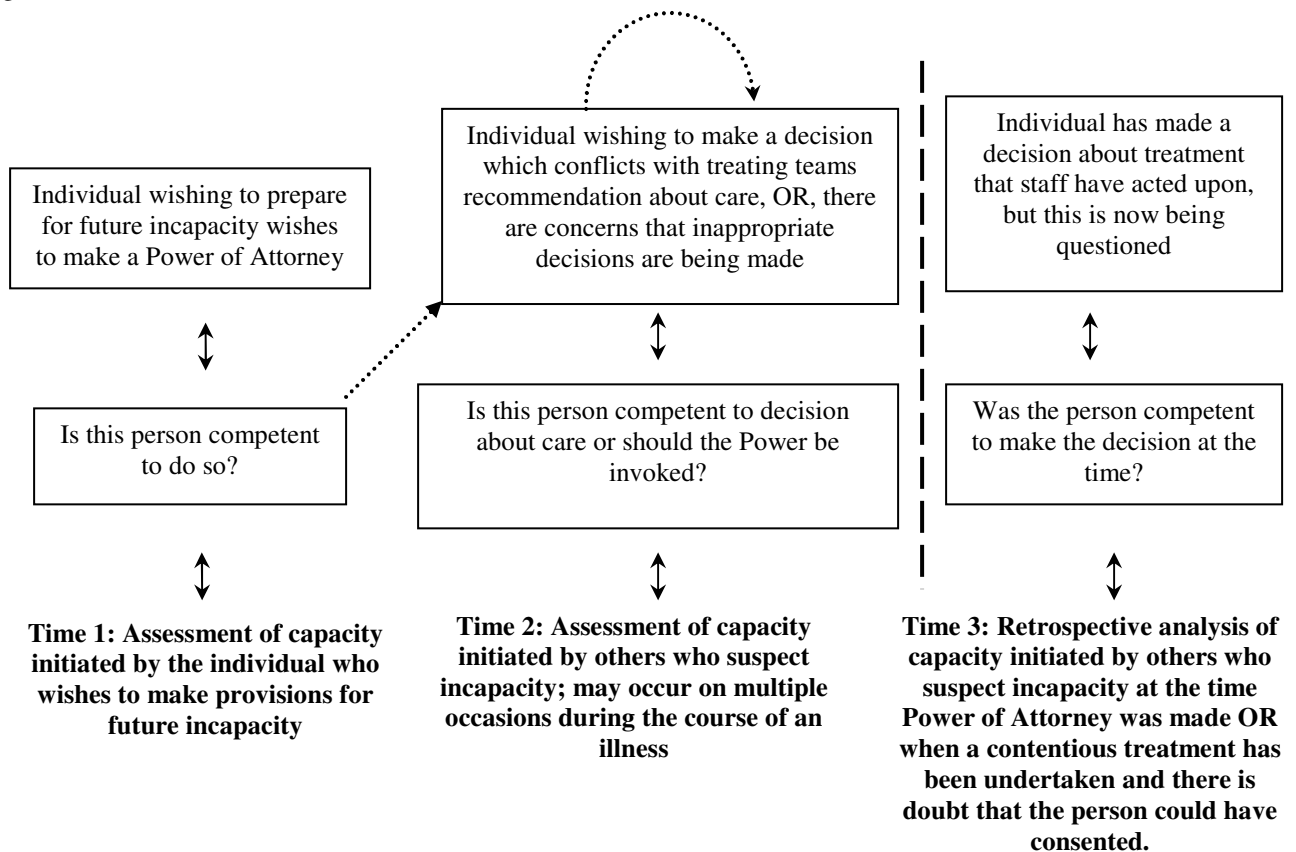 Individual wishing to prepare
for future incapacity wishes
to make a Power of Attorney
Is this person competent
to do so?
Time 1: Assessment of capacity
initiated by the individual who
wishes to make provisions for
future incapacity
Individual wishing to make a decision
which conflicts with treating teams
recommendation about care, OR, there
are concerns that inappropriate
decisions are being made
Is this person competent to decision
about care or should the Power be
invoked?
Time 2: Assessment of capacity
initiated by others who suspect
incapacity; may occur on multiple
occasions during the course of an
illness
Individual has made a
decision about treatment
that staff have acted upon,
but this is now being
questioned
Was the person competent
to make the decision at the
time?
Time 3: Retrospective analysis of
capacity initiated by others who
suspect incapacity at the time
Power of Attorney was made OR
when a contentious treatment has
been undertaken and there is
doubt that the person could have
consented.